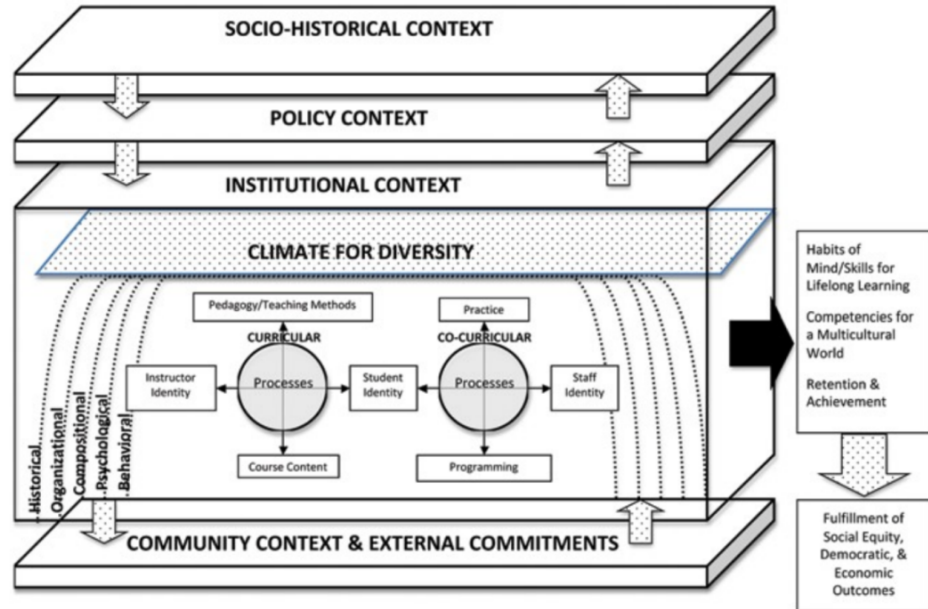 SOCIO-HISTORICAL CONTEXT
POLICY CONTEXT
INSTITUTIONAL CONTEXT
CLIMATE FOR DIVERSITY
Pedagogy/Teaching Methods
Practice
CURRICULAR
CO-CURRICULAR
Instructor
Identity
Processes
Student
Identity
Processes
Staff
Identity
Course Content
Programming
Historical
Organizational
Compositional
Psychological
Behavioral
COMMUNITY CONTEXT & EXTERNAL COMMITMENTS
Habits of
Mind/Skills for
Lifelong Learning
Competencies for
a Multicultural
World
Retention &
Achievement
Fulfillment of
Social Equity,
Democratic, &
Economic
Outcomes